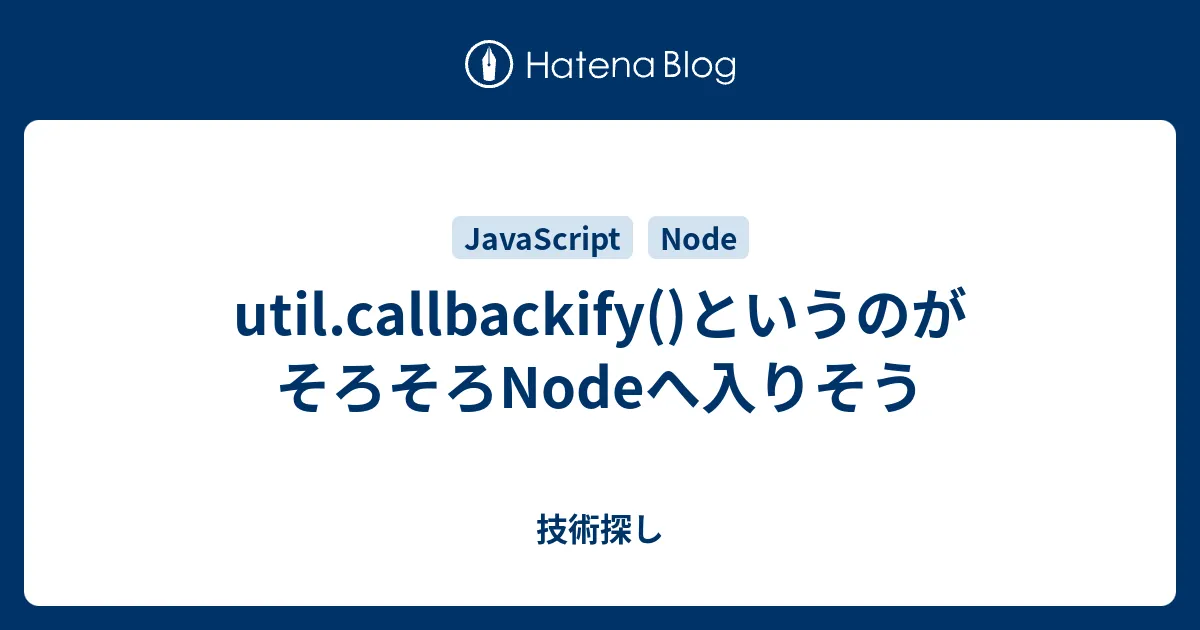 Hatena Blog
JavaScript Node
util.callbackify()というのが
そろそろNodeへ入りそう
技術探し